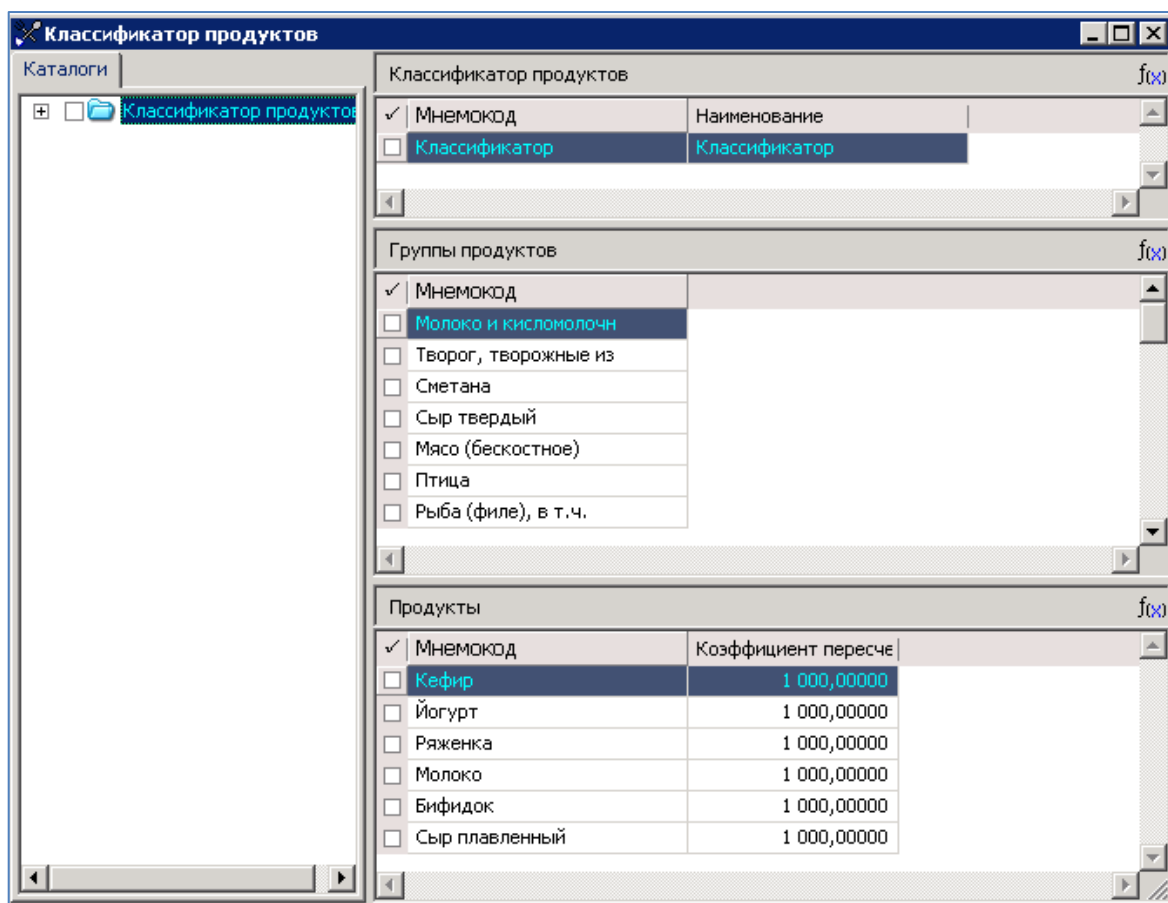 Классификатор продуктов
Каталоги
Классификатор продуктов
Классификатор продуктов f(x)
Мнемокод Наименование
Классификатор Классификатор
Группы продуктов f(x)
Мнемокод
Молоко и кисломолочн
Творог, творожные из
Сметана
Сыр твердый
Мясо (бескостное)
Птица
Рыба (филе), в т.ч.
Продукты f(x)
Мнемокод Коэффициент пересче
Кефир 1 000,00000
Йогурт 1 000,00000
Ряженка 1 000,00000
Молоко 1 000,00000
Бифидок 1 000,00000
Сыр плавленный 1 000,00000